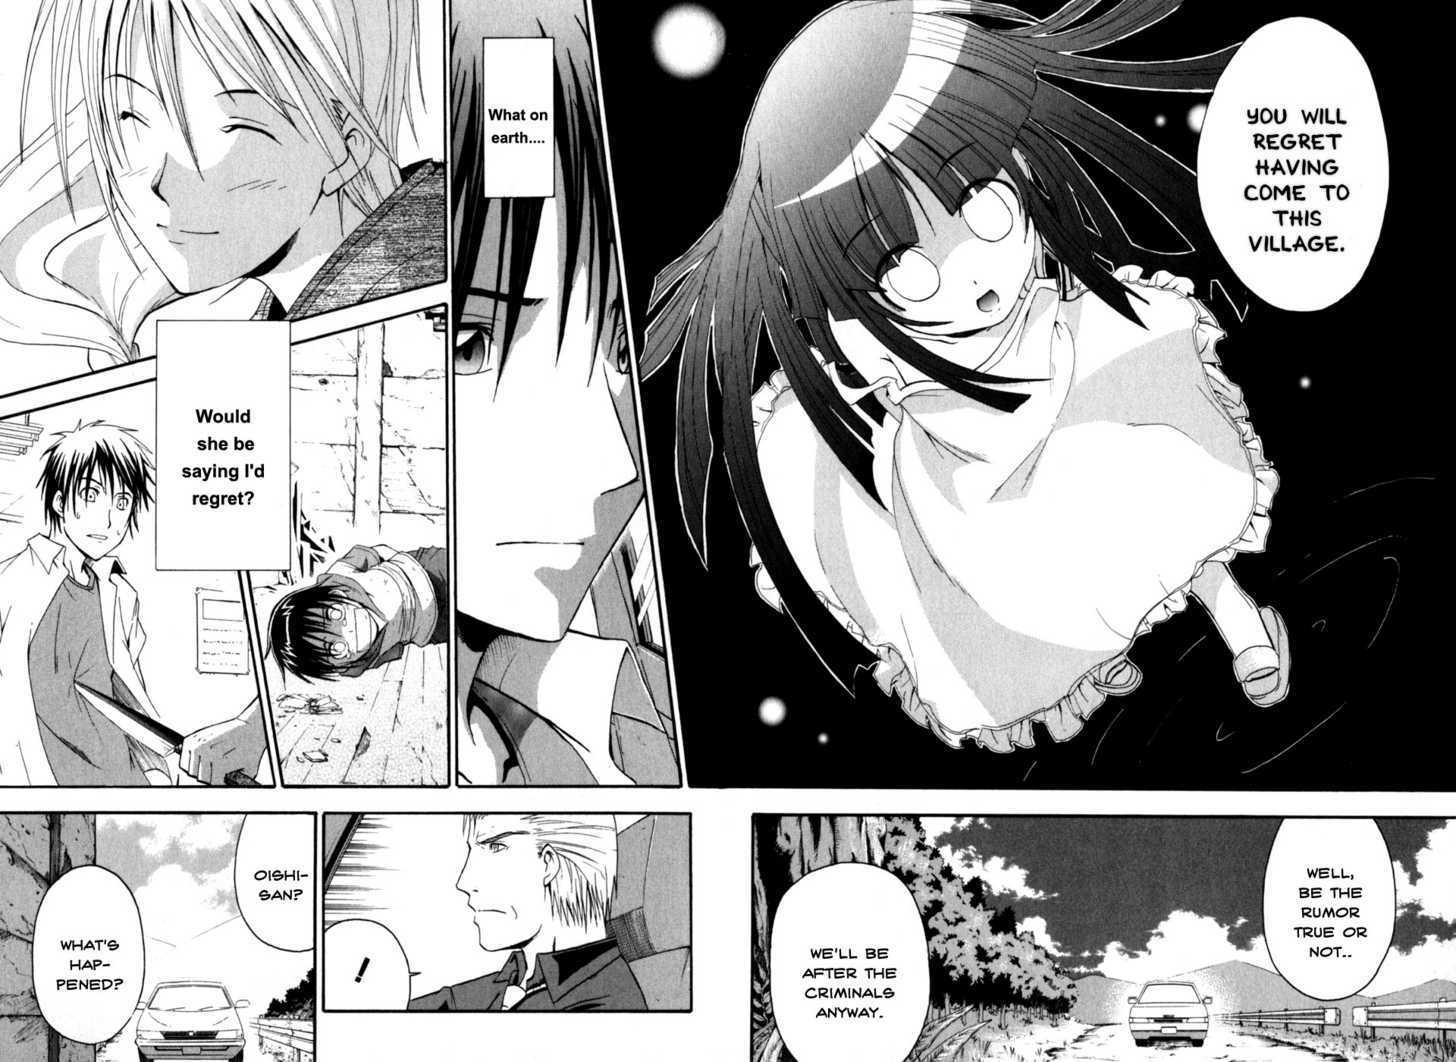 YOU WILL
REGRET
HAVING
COME TO
THIS
VILLAGE.
What on
earth....
Would
she be
saying I'd
regret?
WELL,
BE THE
RUMOR
TRUE OR
NOT..
WE'LL BE
AFTER THE
CRIMINALS
ANYWAY.
!
OISHI-
SAN?
WHAT'S
HAP-
PENED?